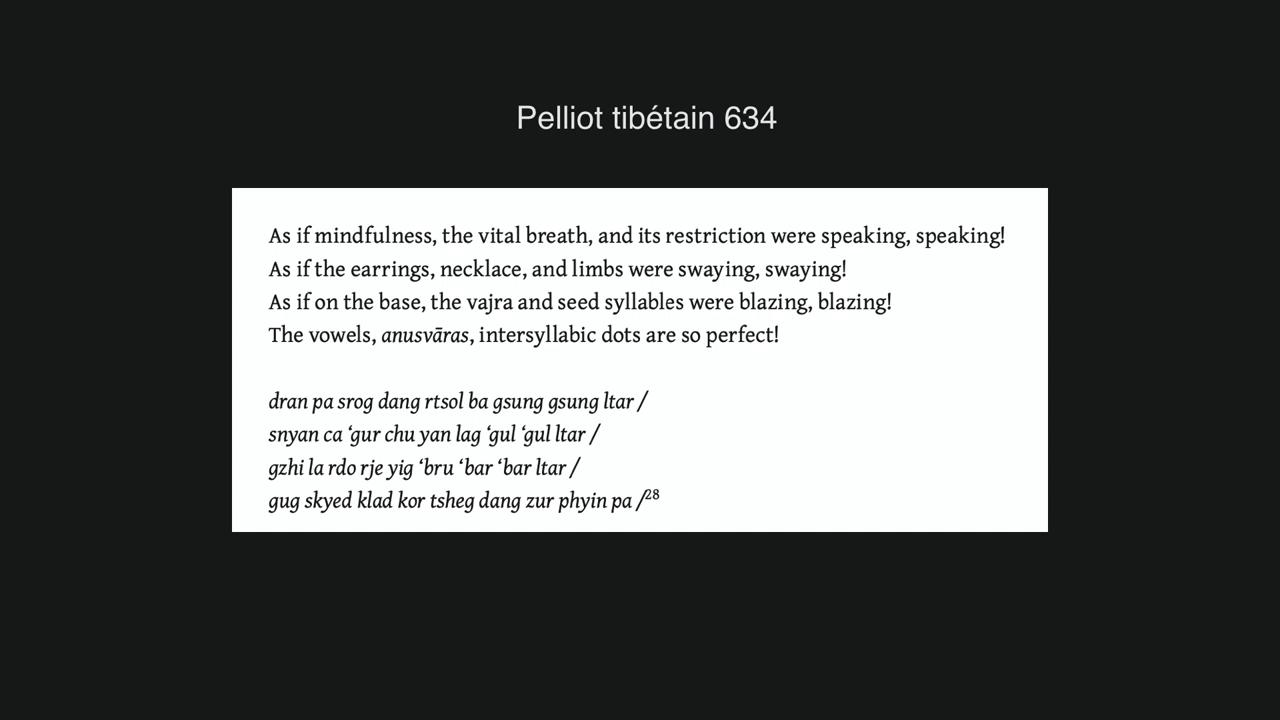 Pelliot tibétain 634
As if mindfulness, the vital breath, and its restriction were speaking, speaking!
As if the earrings, necklace, and limbs were swaying, swaying!
As if on the base, the vajra and seed syllables were blazing, blazing!
The vowels, anusvāras, intersyllabic dots are so perfect!
dran pa srog dang rtsol ba gsung gsung ltar /
snyan ca ‘gur chu yan lag ‘gul ‘gul ltar /
gzhi la rdo rje yig ‘bru ‘bar ‘bar ltar /
gug skyed klad kor tsheg dang zur phyin pa /28